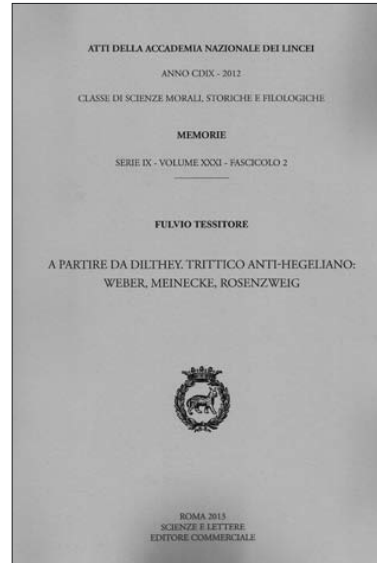 ATTI DELLA ACCADEMIA NAZIONALE DEI LINCEI
ANNO CDIX - 2012
CLASSE DI SCIENZE MORALI, STORICHE E FILOLOGICHE
MEMORIE
SERIE IX - VOLUME XXXI - FASCICOLO 2
FULVIO TESSITORE
A PARTIRE DA DILTHEY. TRITTICO ANTI-HEGELIANO:
WEBER, MEINECKE, ROSENZWEIG
ROMA 2013
SCIENZE E LETTERE
EDITORE COMMERCIALE